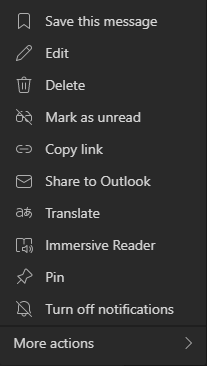 Save this message
Edit
Delete
Mark as unread
Copy link
Share to Outlook
Translate
Immersive Reader
Pin
Turn off notifications
More actions